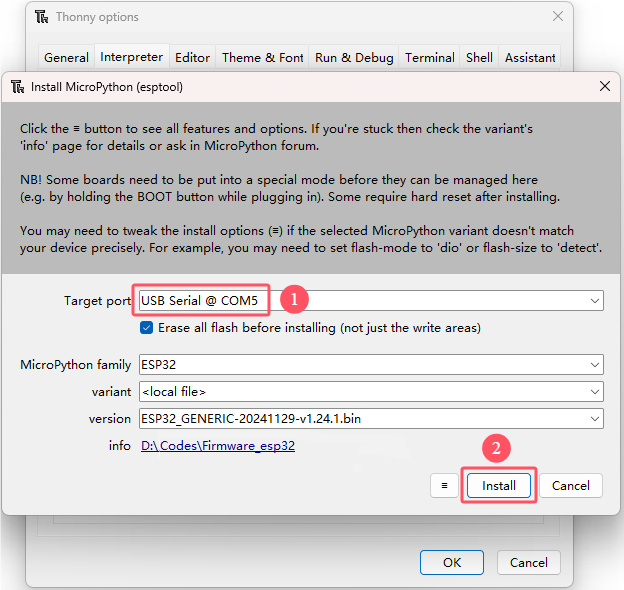 Thonny options
General Interpreter Editor Theme & Font Run & Debug Terminal Shell Assistant
Install MicroPython (esptool)
Click the ≡ button to see all features and options. If you're stuck then check the variant's
'info' page for details or ask in MicroPython forum.
NB! Some boards need to be put into a special mode before they can be managed here
(e.g. by holding the BOOT button while plugging in). Some require hard reset after installing.
You may need to tweak the install options (≡) if the selected MicroPython variant doesn't match
your device precisely. For example, you may need to set flash-mode to 'dio' or flash-size to 'detect'.
Target port USB Serial @ COM5 1
Erase all flash before installing (not just the write areas)
MicroPython family ESP32
variant <local file>
version ESP32_GENERIC-20241129-v1.24.1.bin
info D:\Codes\Firmware_esp32
2
≡ Install Cancel
OK Cancel